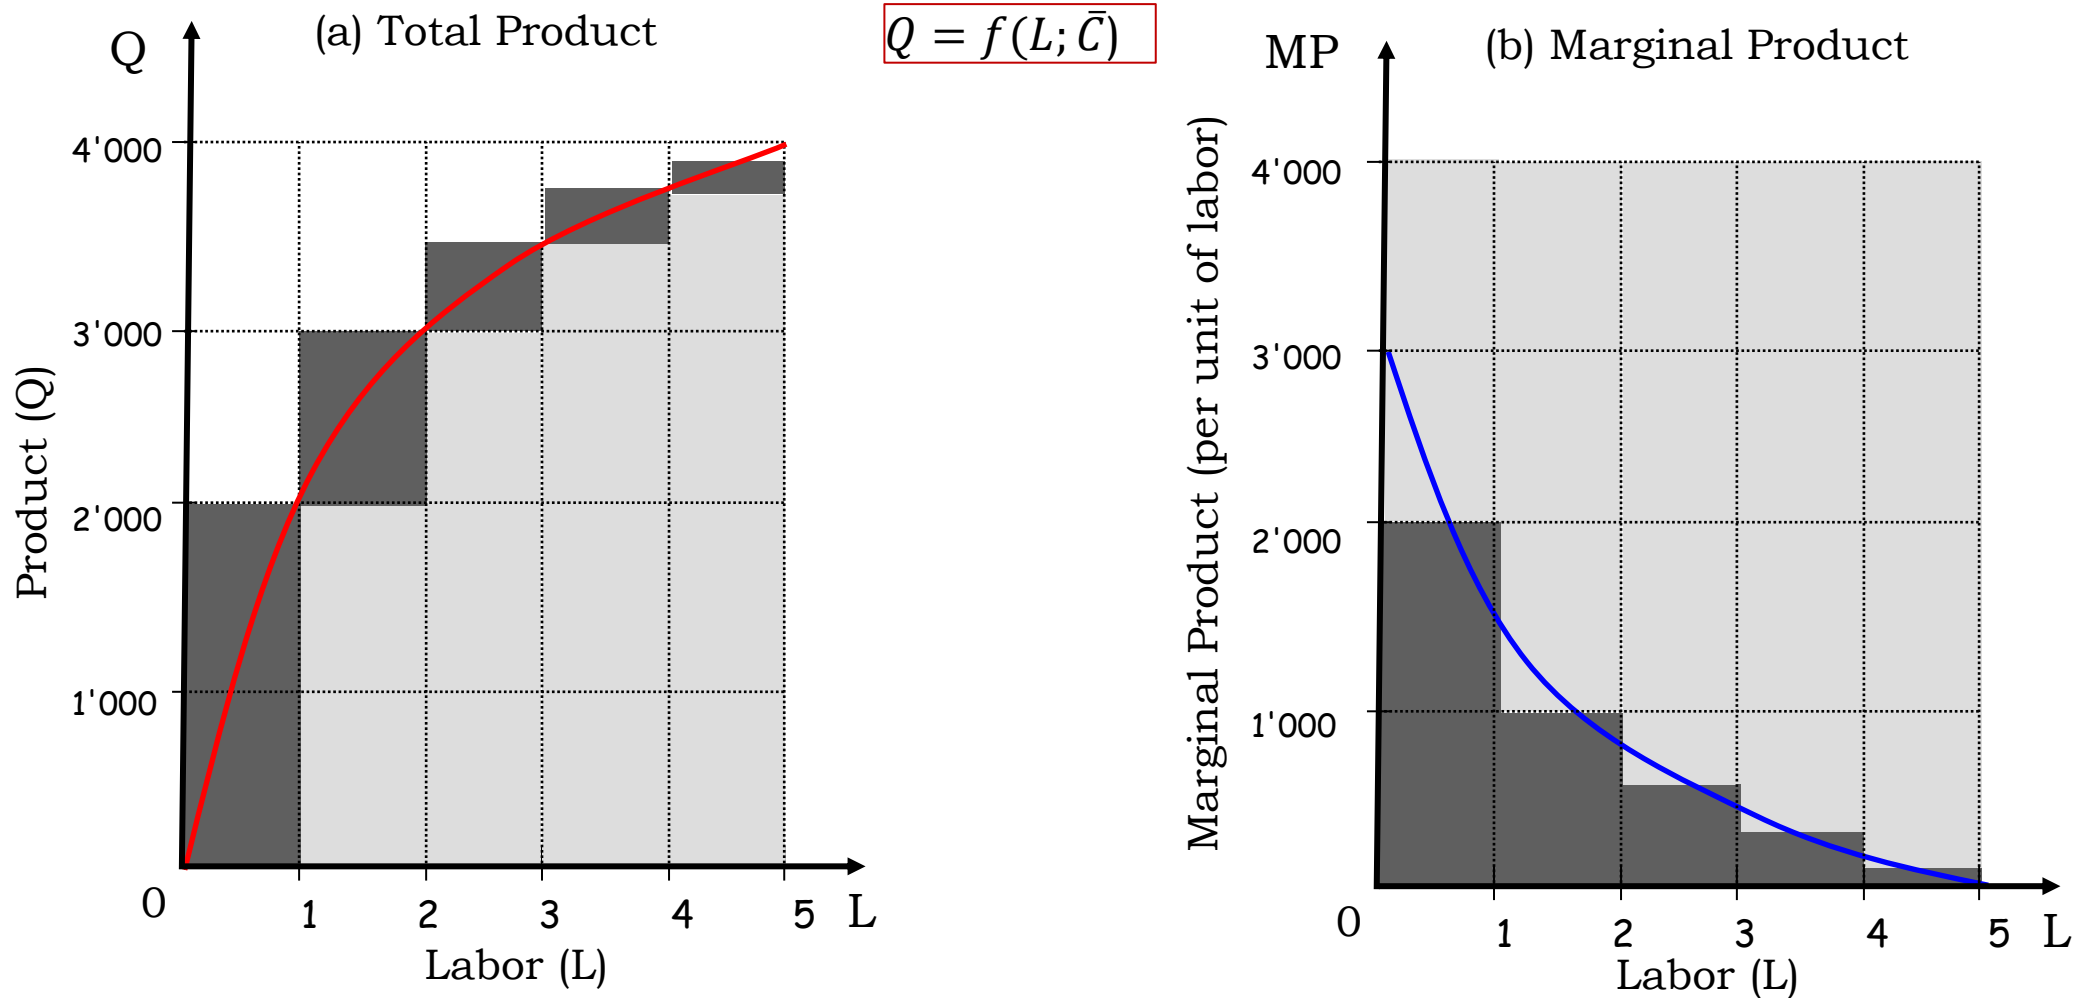 (a) Total Product
Q
Q = f(L; C̄)
4'000
3'000
2'000
1'000
0
1 2 3 4 5 L
Labor (L)
Product (Q)
(b) Marginal Product
MP
4'000
3'000
2'000
1'000
0
1 2 3 4 5 L
Labor (L)
Marginal Product (per unit of labor)